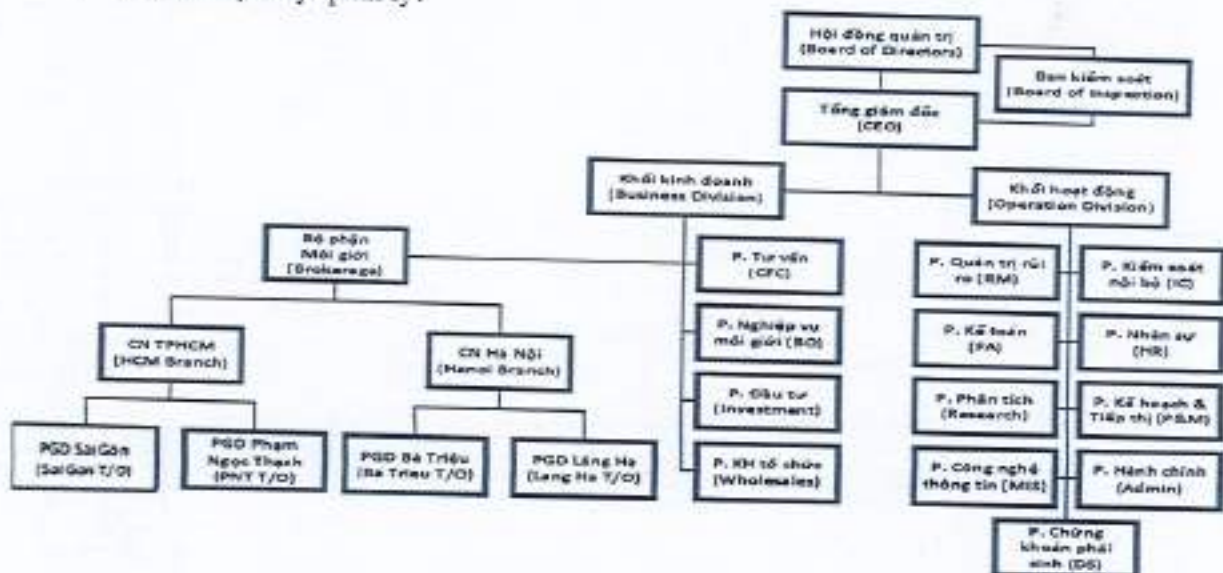 Hội đồng quản trị
(Board of Directors)
Ban kiểm soát
(Board of Inspection)
Tổng giám đốc
(CEO)
Khối kinh doanh
(Business Division)
Khối hoạt động
(Operation Division)
Bộ phận
Môi giới
(Brokerage)
P. Tư vấn
(CFC)
P. Quản trị rủi
ro (RM)
P. Kiểm soát
nội bộ (IC)
CN TPHCM
(HCM Branch)
CN Hà Nội
(Hanoi Branch)
P. Nghiệp vụ
môi giới (BO)
P. Kế toán
(FA)
P. Nhân sự
(HR)
P. Đầu tư
(Investment)
P. Phân tích
(Research)
P. Kế hoạch &
Tiếp thị (P&M)
PGD Sài Gòn
(Sai Gon T/O)
PGD Phạm
Ngọc Thạch
(PNT T/O)
PGD Bà Triệu
(Ba Trieu T/O)
PGD Láng Hạ
(Lang Ha T/O)
P. KH tổ chức
(Wholesales)
P. Công nghệ
thông tin (MIS)
P. Hành chính
(Admin)
P. Chứng
khoán phái
sinh (DS)